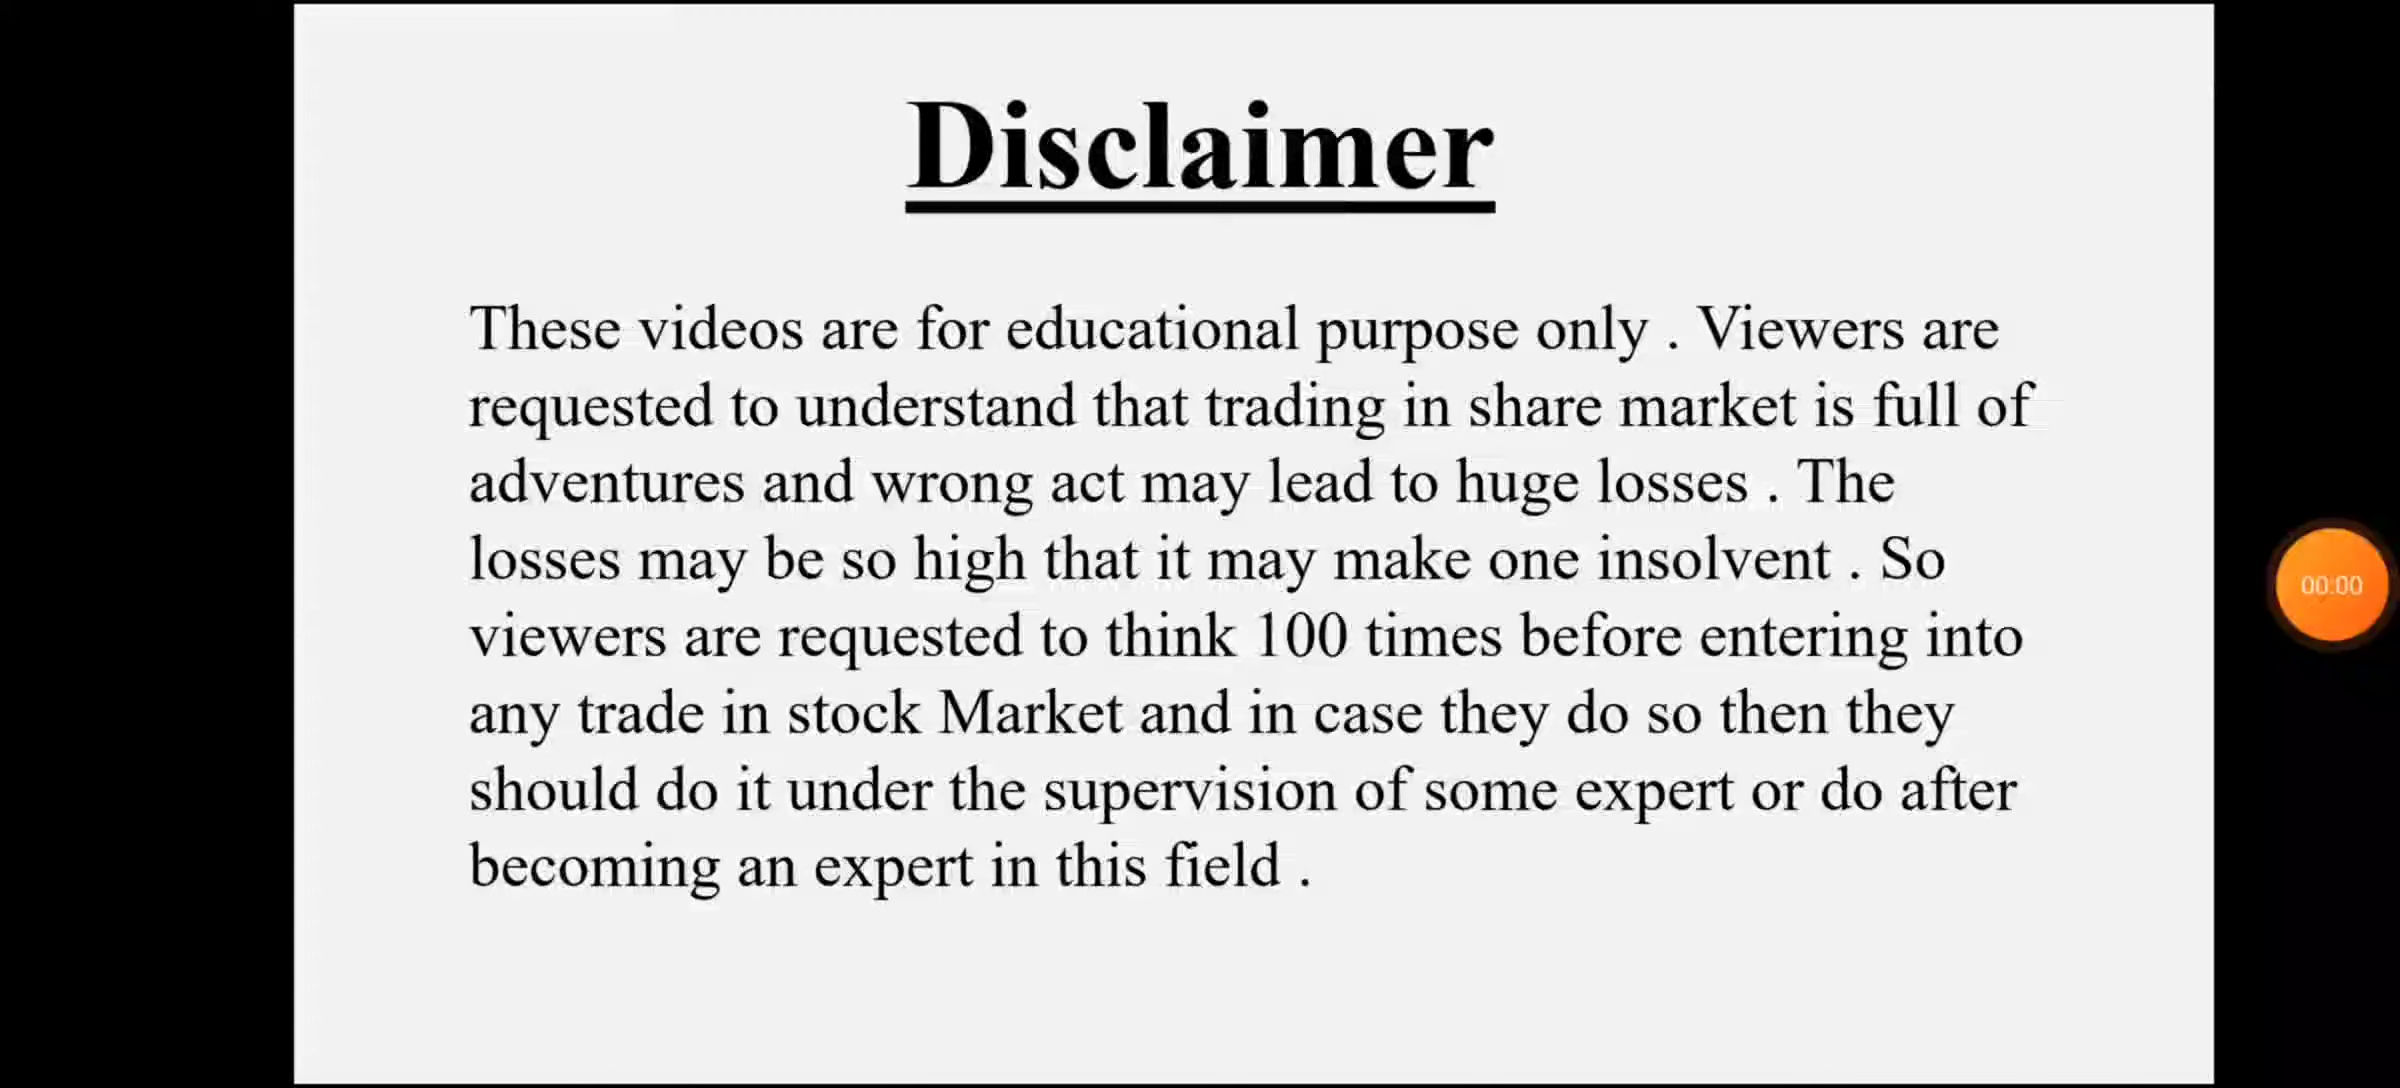 Disclaimer
These videos are for educational purpose only . Viewers are
requested to understand that trading in share market is full of
adventures and wrong act may lead to huge losses . The
losses may be so high that it may make one insolvent . So
viewers are requested to think 100 times before entering into
any trade in stock Market and in case they do so then they
should do it under the supervision of some expert or do after
becoming an expert in this field .
00:00